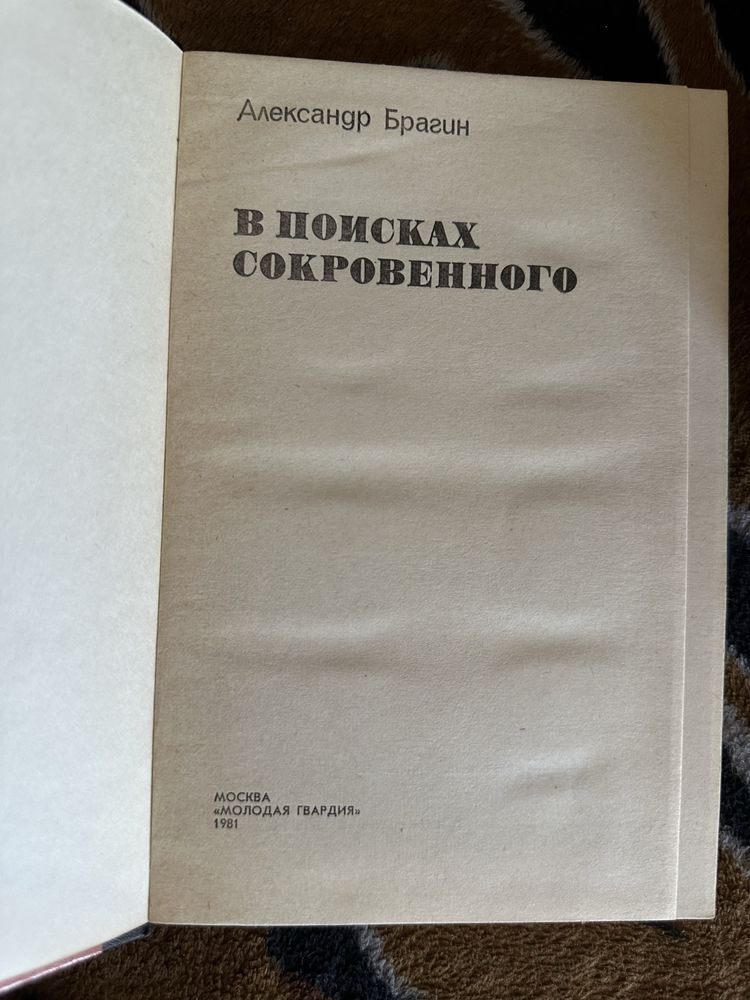 Александр Брагин
В ПОИСКАХ
СОКРОВЕННОГО
МОСКВА
«МОЛОДАЯ ГВАРДИЯ»
1981